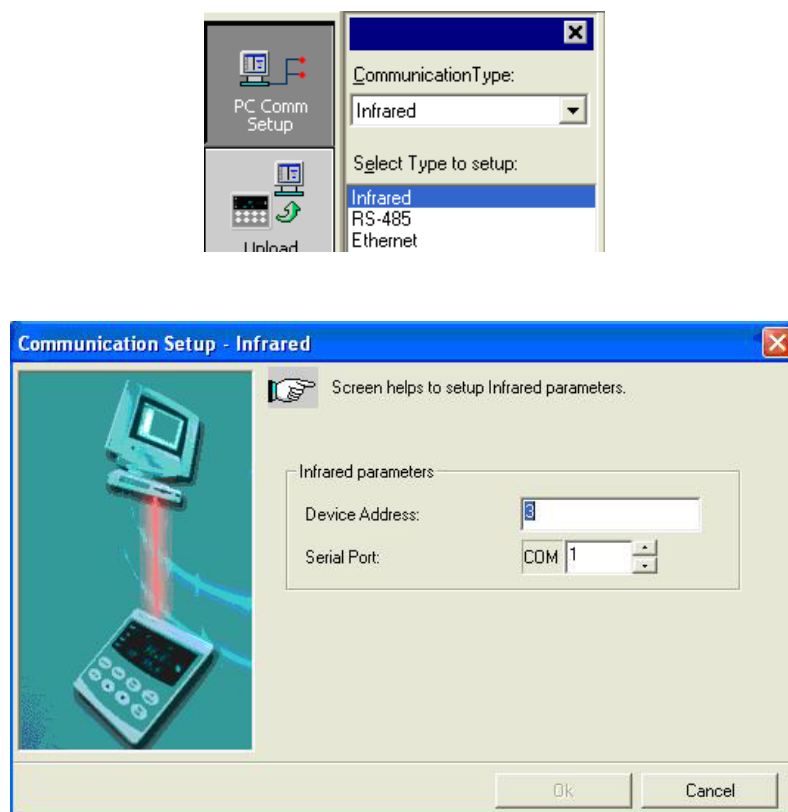 CommunicationType:
PC Comm
Setup
Infrared
Select Type to setup:
Infrared
RS-485
Ethernet
Upload
Communication Setup - Infrared
Screen helps to setup Infrared parameters.
Infrared parameters
Device Address: 3
Serial Port: COM 1
Ok Cancel